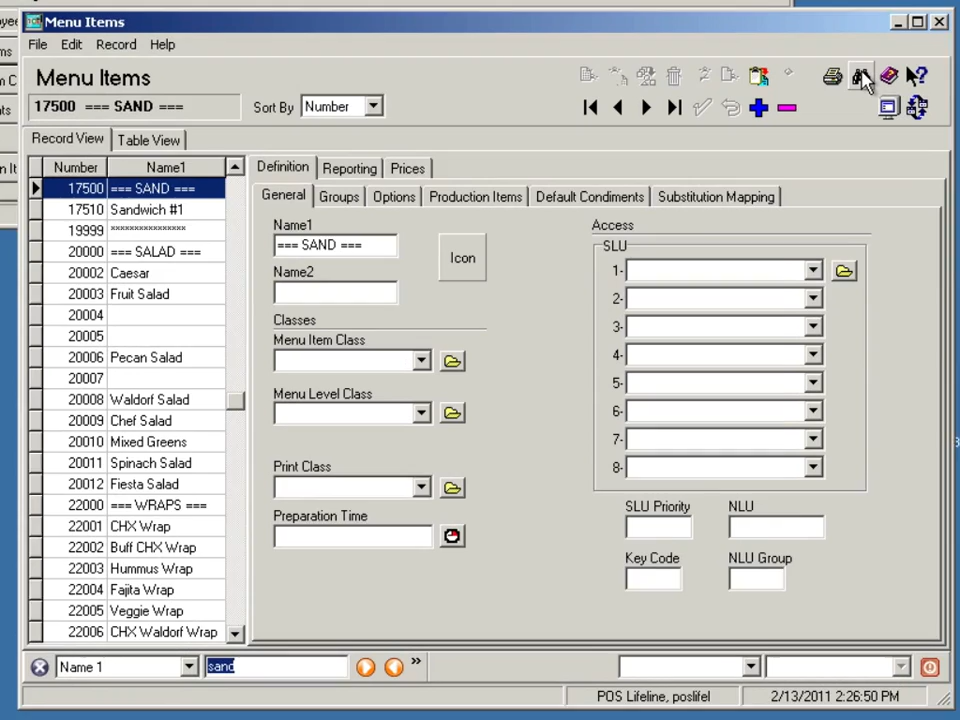 Menu Items
File Edit Record Help
Menu Items
17500 === SAND ===
Sort By Number
Record View Table View
Number Name1
17500 === SAND ===
17510 Sandwich #1
19999 ****************
20000 === SALAD ===
20002 Caesar
20003 Fruit Salad
20004
20005
20006 Pecan Salad
20007
20008 Waldorf Salad
20009 Chef Salad
20010 Mixed Greens
20011 Spinach Salad
20012 Fiesta Salad
22000 === WRAPS ===
22001 CHX Wrap
22002 Buff CHX Wrap
22003 Hummus Wrap
22004 Fajita Wrap
22005 Veggie Wrap
22006 CHX Waldorf Wrap
Definition Reporting Prices
General Groups Options Production Items Default Condiments Substitution Mapping
Name1
=== SAND ===
Icon
Name2
Classes
Menu Item Class
Menu Level Class
Print Class
Preparation Time
Access
SLU
1-
2-
3-
4-
5-
6-
7-
8-
SLU Priority NLU
Key Code NLU Group
Name 1 sand
POS Lifeline, poslifel 2/13/2011 2:26:50 PM